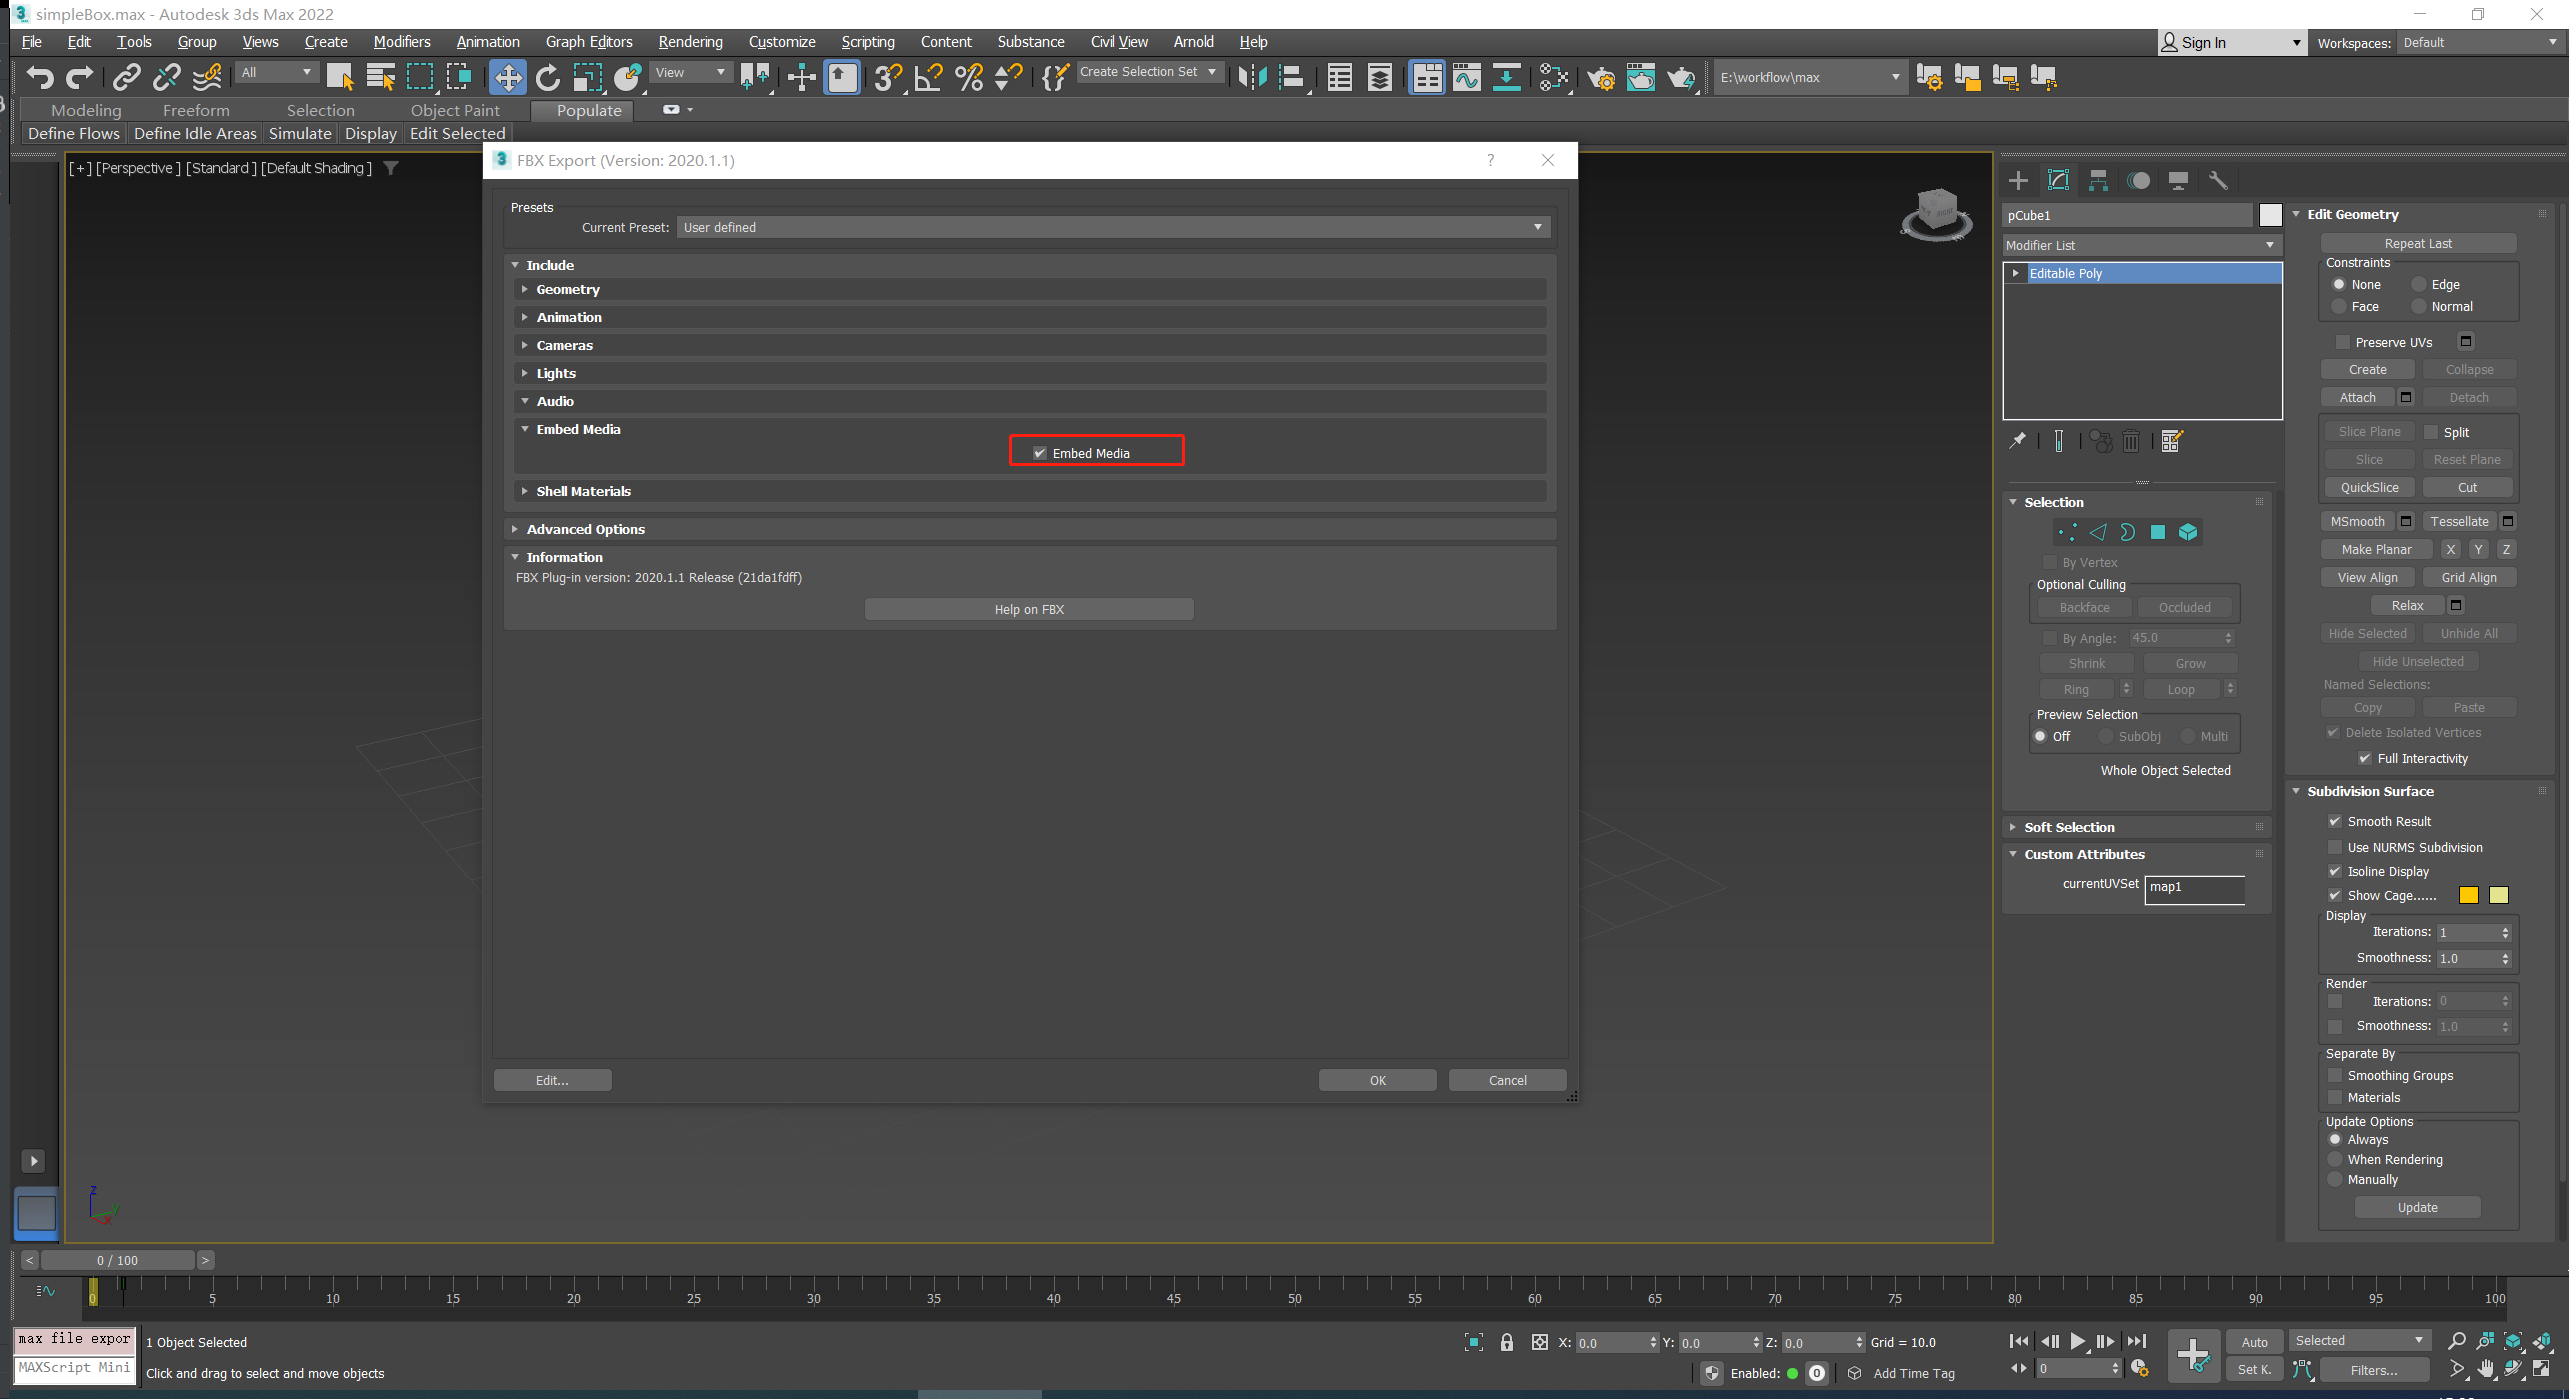 simpleBox.max - Autodesk 3ds Max 2022
File Edit Tools Group Views Create Modifiers Animation Graph Editors Rendering Customize Scripting Content Substance Civil View Arnold Help
Sign In Workspaces: Default
All View Create Selection Set E:\workflow\max
Modeling Freeform Selection Object Paint Populate
Define Flows Define Idle Areas Simulate Display Edit Selected
[+] [Perspective ] [Standard ] [Default Shading ]
FBX Export (Version: 2020.1.1)
Presets
Current Preset: User defined
Include
Geometry
Animation
Cameras
Lights
Audio
Embed Media
Embed Media
Shell Materials
Advanced Options
Information
FBX Plug-in version: 2020.1.1 Release (21da1fdff)
Help on FBX
Edit... OK Cancel
RIGHT
pCube1
Modifier List
Editable Poly
Selection
By Vertex
Optional Culling
Backface Occluded
By Angle: 45.0
Shrink Grow
Ring Loop
Preview Selection
Off SubObj Multi
Whole Object Selected
Soft Selection
Custom Attributes
currentUVSet map1
Edit Geometry
Repeat Last
Constraints
None Edge
Face Normal
Preserve UVs
Create Collapse
Attach Detach
Slice Plane Split
Slice Reset Plane
QuickSlice Cut
MSmooth Tessellate
Make Planar X Y Z
View Align Grid Align
Relax
Hide Selected Unhide All
Hide Unselected
Named Selections:
Copy Paste
Delete Isolated Vertices
Full Interactivity
Subdivision Surface
Smooth Result
Use NURMS Subdivision
Isoline Display
Show Cage......
Display
Iterations: 1
Smoothness: 1.0
Render
Iterations: 0
Smoothness: 1.0
Separate By
Smoothing Groups
Materials
Update Options
Always
When Rendering
Manually
Update
z
y
x
< 0 / 100 >
0 5 10 15 20 25 30 35 40 45 50 55 60 65 70 75 80 85 90 95 100
max file expor 1 Object Selected X: 0.0 Y: 0.0 Z: 0.0 Grid = 10.0 Auto Selected
MAXScript Mini Click and drag to select and move objects Enabled: 0 Add Time Tag 0 Set K. Filters...